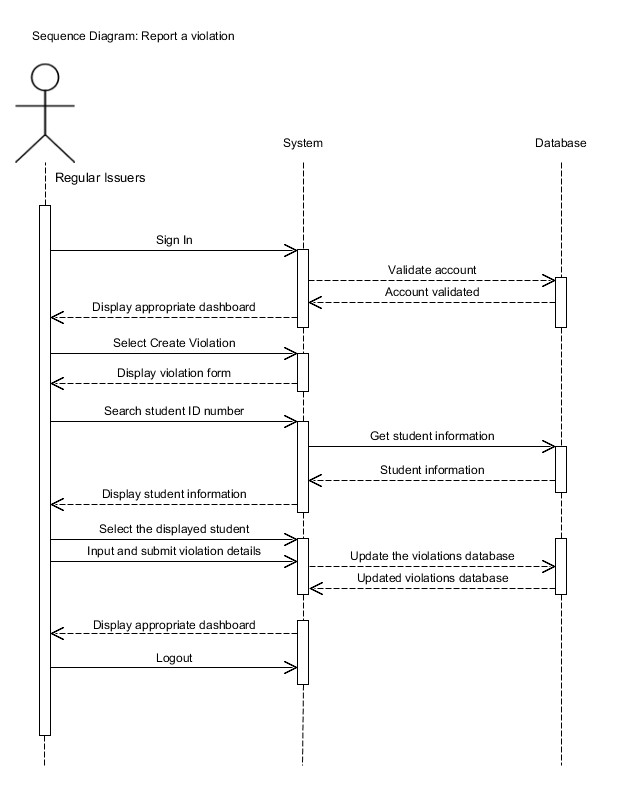 Sequence Diagram: Report a violation
System
Database
Regular Issuers
Sign In
Validate account
Account validated
Display appropriate dashboard
Select Create Violation
Display violation form
Search student ID number
Get student information
Student information
Display student information
Select the displayed student
Input and submit violation details
Update the violations database
Updated violations database
Display appropriate dashboard
Logout